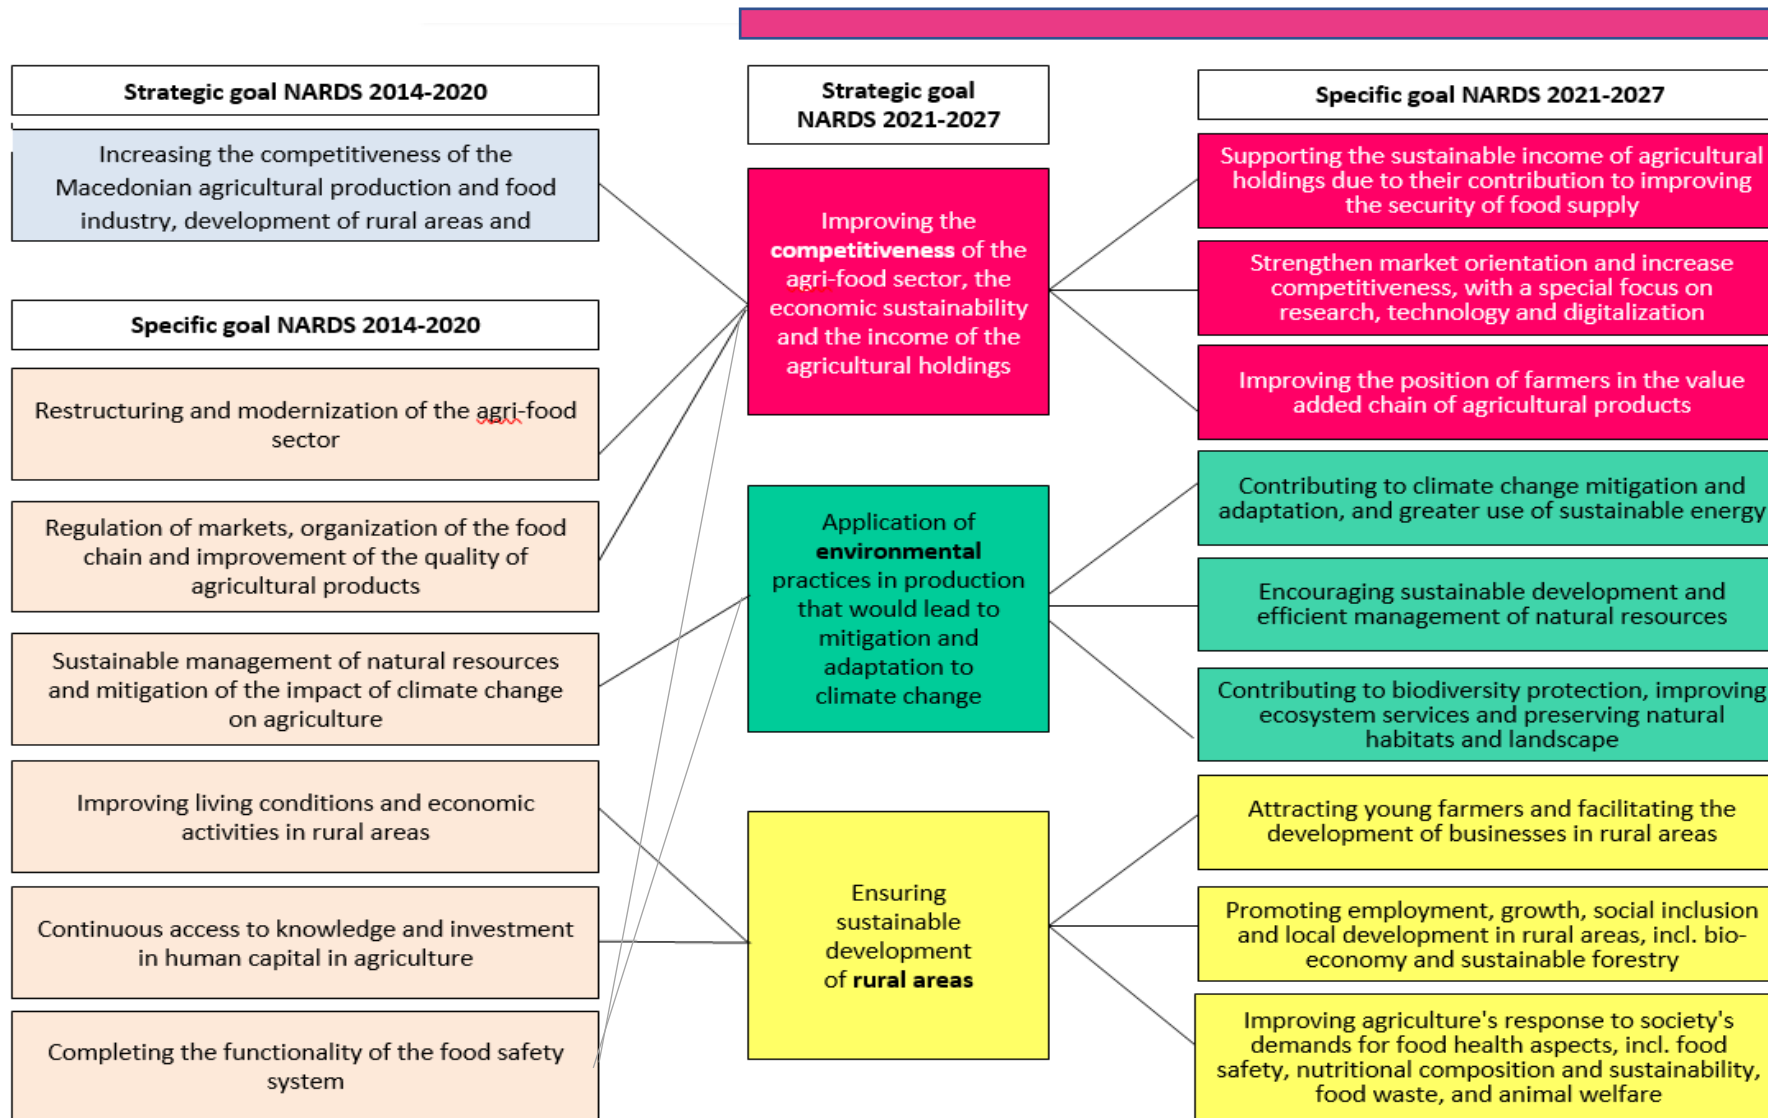 Strategic goal NARDS 2014-2020
Increasing the competitiveness of the
Macedonian agricultural production and food
industry, development of rural areas and
Specific goal NARDS 2014-2020
Restructuring and modernization of the agri-food
sector
Regulation of markets, organization of the food
chain and improvement of the quality of
agricultural products
Sustainable management of natural resources
and mitigation of the impact of climate change
on agriculture
Improving living conditions and economic
activities in rural areas
Continuous access to knowledge and investment
in human capital in agriculture
Completing the functionality of the food safety
system
Strategic goal
NARDS 2021-2027
Improving the
competitiveness of the
agri-food sector, the
economic sustainability
and the income of the
agricultural holdings
Application of
environmental
practices in production
that would lead to
mitigation and
adaptation to
climate change
Ensuring
sustainable
development
of rural areas
Specific goal NARDS 2021-2027
Supporting the sustainable income of agricultural
holdings due to their contribution to improving
the security of food supply
Strengthen market orientation and increase
competitiveness, with a special focus on
research, technology and digitalization
Improving the position of farmers in the value
added chain of agricultural products
Contributing to climate change mitigation and
adaptation, and greater use of sustainable energy
Encouraging sustainable development and
efficient management of natural resources
Contributing to biodiversity protection, improving
ecosystem services and preserving natural
habitats and landscape
Attracting young farmers and facilitating the
development of businesses in rural areas
Promoting employment, growth, social inclusion
and local development in rural areas, incl. bio-
economy and sustainable forestry
Improving agriculture's response to society's
demands for food health aspects, incl. food
safety, nutritional composition and sustainability,
food waste, and animal welfare